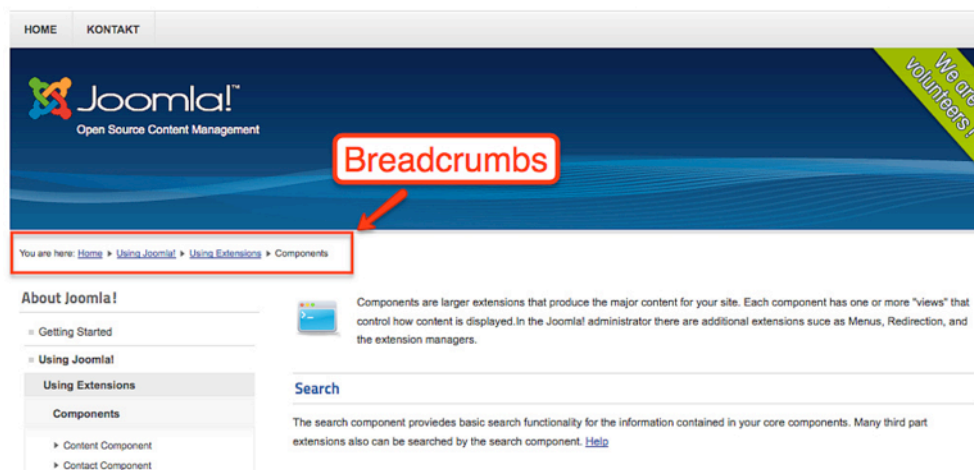 HOME KONTAKT
Joomla!™
Open Source Content Management
We are
volunteers!
Breadcrumbs
You are here: Home ▸ Using Joomla! ▸ Using Extensions ▸ Components
About Joomla!
Getting Started
Using Joomla!
Using Extensions
Components
▸ Content Component
▸ Contact Component
>_
Components are larger extensions that produce the major content for your site. Each component has one or more "views" that
control how content is displayed.In the Joomla! administrator there are additional extensions suce as Menus, Redirection, and
the extension managers.
Search
The search component proviedes basic search functionality for the information contained in your core components. Many third part
extensions also can be searched by the search component. Help